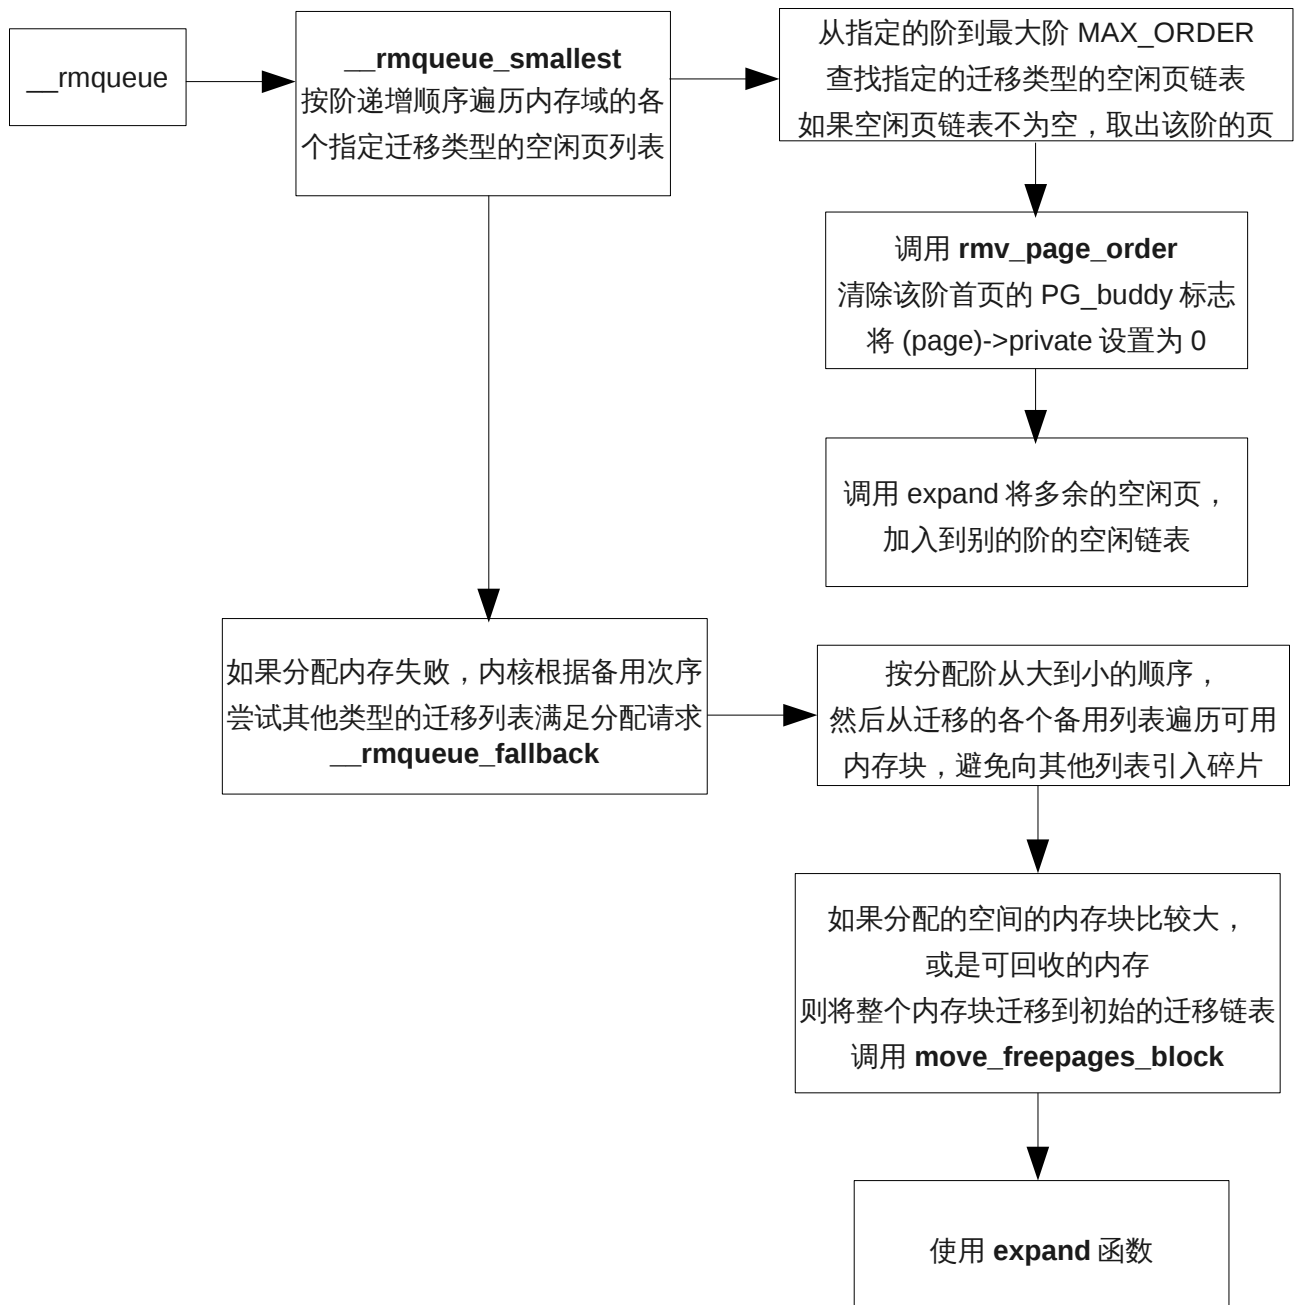 __rmqueue
__rmqueue_smallest
按阶递增顺序遍历内存域的各
个指定迁移类型的空闲页列表
从指定的阶到最大阶 MAX_ORDER
查找指定的迁移类型的空闲页链表
如果空闲页链表不为空，取出该阶的页
调用 rmv_page_order
清除该阶首页的 PG_buddy 标志
将 (page)->private 设置为 0
调用 expand 将多余的空闲页，
加入到别的阶的空闲链表
如果分配内存失败，内核根据备用次序
尝试其他类型的迁移列表满足分配请求
__rmqueue_fallback
按分配阶从大到小的顺序，
然后从迁移的各个备用列表遍历可用
内存块，避免向其他列表引入碎片
如果分配的空间的内存块比较大，
或是可回收的内存
则将整个内存块迁移到初始的迁移链表
调用 move_freepages_block
使用 expand 函数